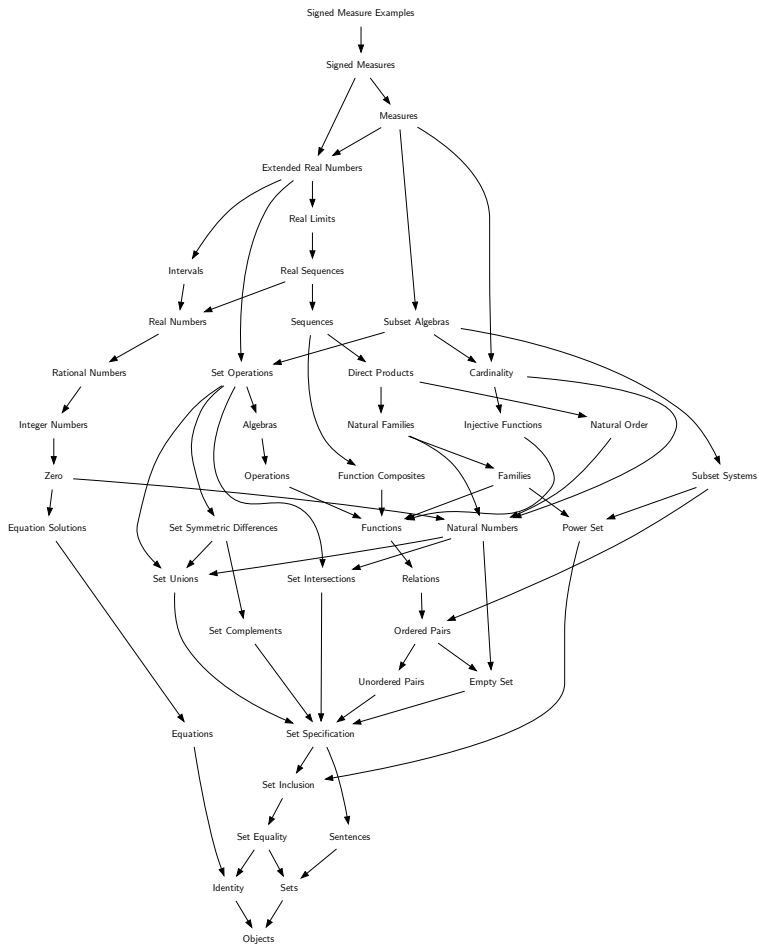 Signed Measure Examples
Signed Measures
Measures
Extended Real Numbers
Real Limits
Intervals
Real Sequences
Real Numbers
Sequences
Subset Algebras
Rational Numbers
Set Operations
Direct Products
Cardinality
Integer Numbers
Algebras
Natural Families
Injective Functions
Natural Order
Zero
Operations
Function Composites
Families
Subset Systems
Equation Solutions
Set Symmetric Differences
Functions
Natural Numbers
Power Set
Set Unions
Set Intersections
Relations
Set Complements
Ordered Pairs
Unordered Pairs
Empty Set
Equations
Set Specification
Set Inclusion
Set Equality
Sentences
Identity
Sets
Objects